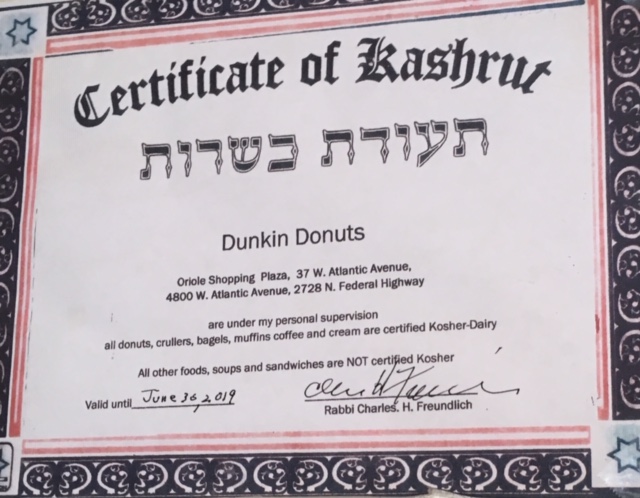 Certificate of Kashrut
תעודת כשרות
Dunkin Donuts
Oriole Shopping Plaza, 37 W. Atlantic Avenue,
4800 W. Atlantic Avenue, 2728 N. Federal Highway
are under my personal supervision
all donuts, crullers, bagels, muffins coffee and cream are certified Kosher-Dairy
All other foods, soups and sandwiches are NOT certified Kosher
Valid until June 30, 2019
Rabbi Charles. H. Freundlich